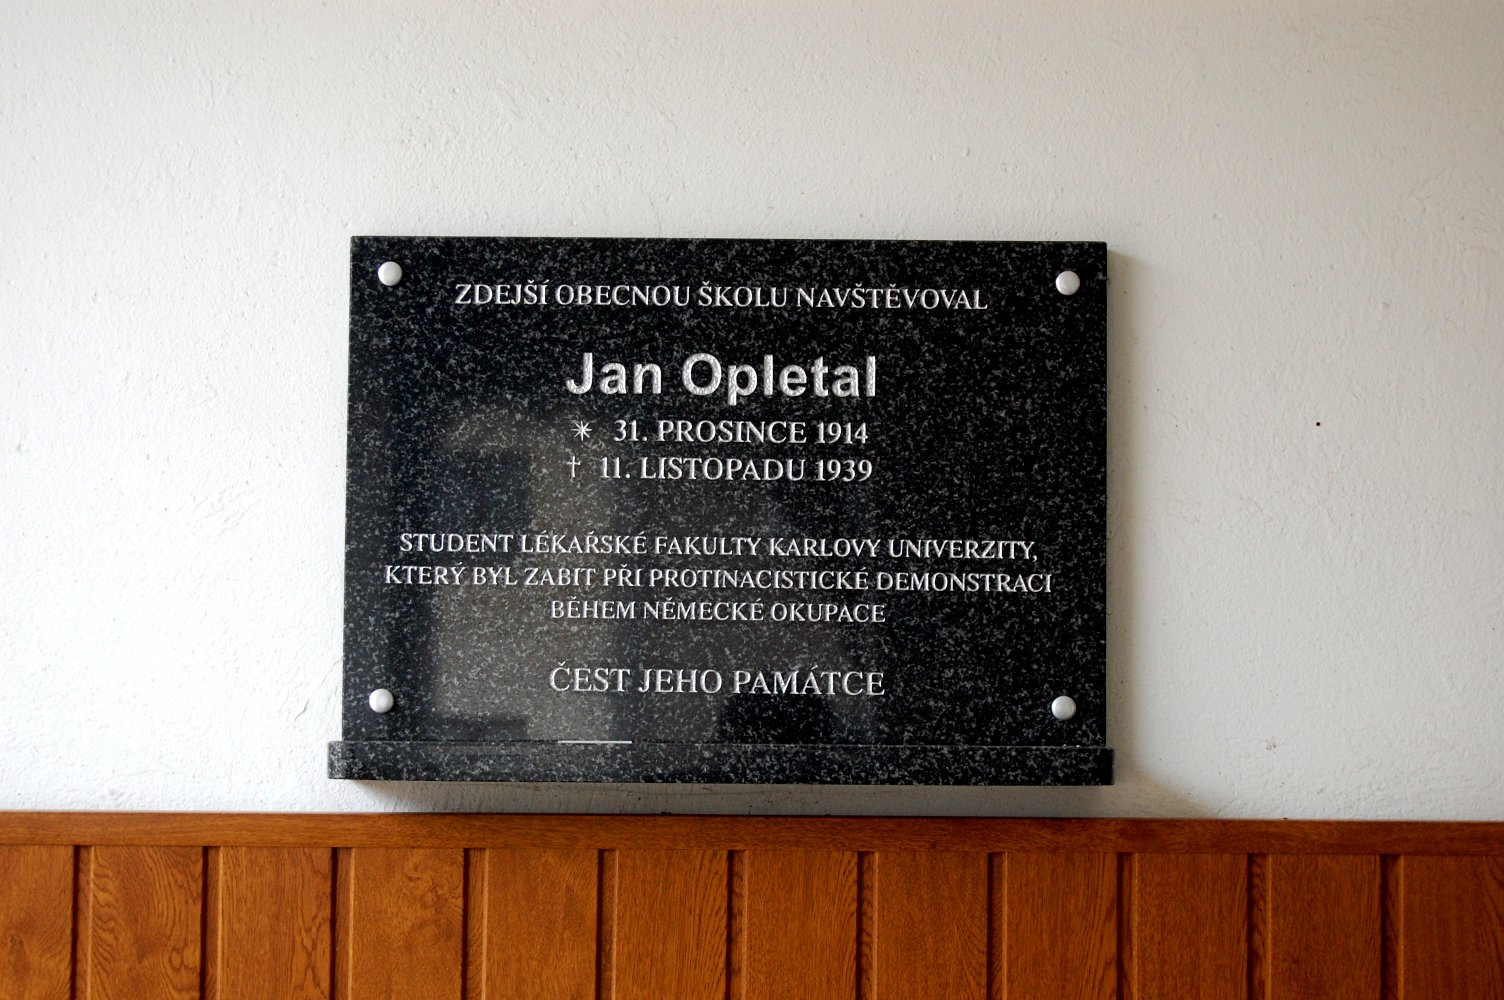 ZDEJŠÍ OBECNOU ŠKOLU NAVŠTĚVOVAL
Jan Opletal
✳ 31. PROSINCE 1914
† 11. LISTOPADU 1939
STUDENT LÉKAŘSKÉ FAKULTY KARLOVY UNIVERZITY,
KTERÝ BYL ZABIT PŘI PROTINACISTICKÉ DEMONSTRACI
BĚHEM NĚMECKÉ OKUPACE
ČEST JEHO PAMÁTCE